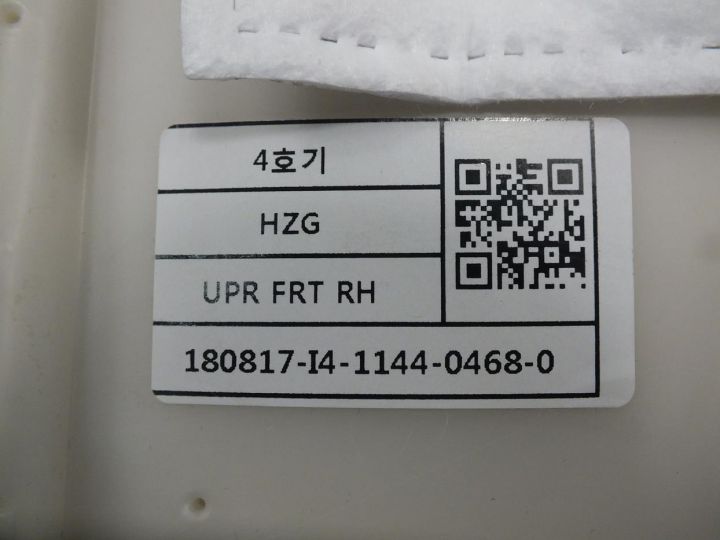 4호기
HZG
UPR FRT RH
180817-I4-1144-0468-0